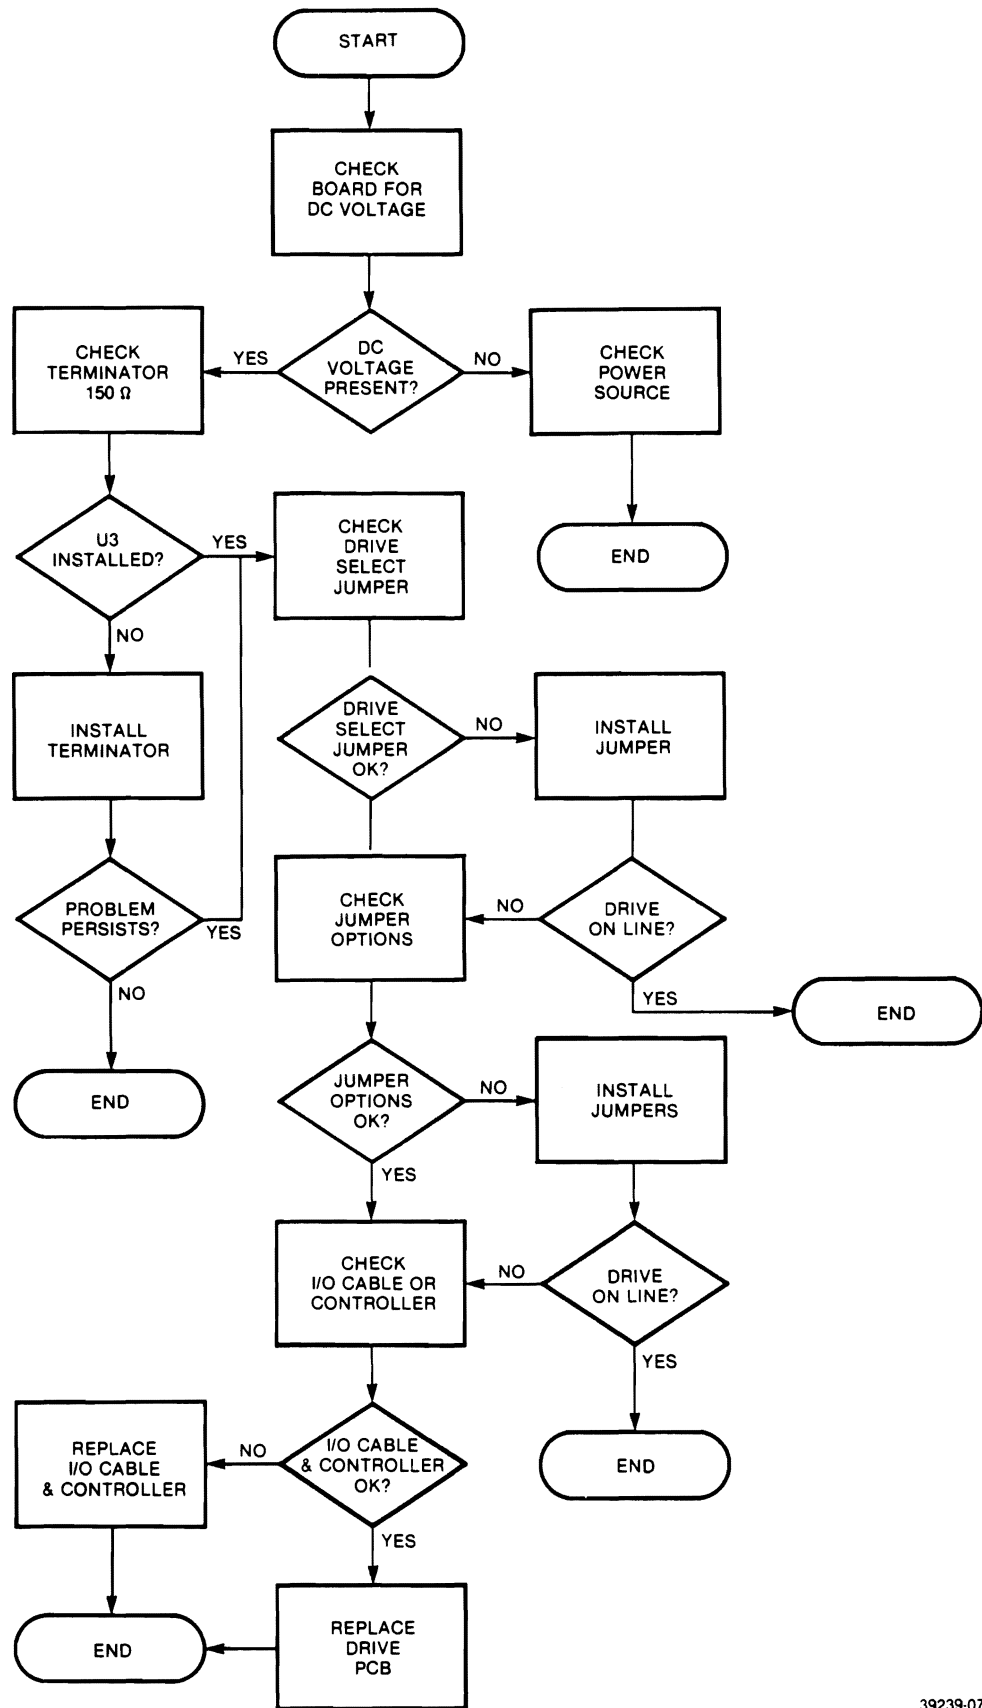 START
CHECK
BOARD FOR
DC VOLTAGE
CHECK
TERMINATOR
150 Ω
YES
DC
VOLTAGE
PRESENT?
NO
CHECK
POWER
SOURCE
U3
INSTALLED?
YES
CHECK
DRIVE
SELECT
JUMPER
END
NO
INSTALL
TERMINATOR
DRIVE
SELECT
JUMPER
OK?
NO
INSTALL
JUMPER
PROBLEM
PERSISTS?
YES
CHECK
JUMPER
OPTIONS
NO
DRIVE
ON LINE?
NO
YES
END
END
JUMPER
OPTIONS
OK?
NO
INSTALL
JUMPERS
YES
CHECK
I/O CABLE OR
CONTROLLER
NO
DRIVE
ON LINE?
YES
REPLACE
I/O CABLE
& CONTROLLER
NO
I/O CABLE
& CONTROLLER
OK?
END
YES
END
REPLACE
DRIVE
PCB
39239-07